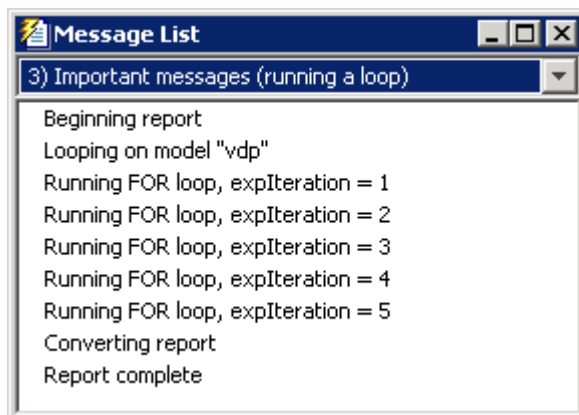 Message List
3) Important messages (running a loop)
Beginning report
Looping on model "vdp"
Running FOR loop, expIteration = 1
Running FOR loop, expIteration = 2
Running FOR loop, expIteration = 3
Running FOR loop, expIteration = 4
Running FOR loop, expIteration = 5
Converting report
Report complete